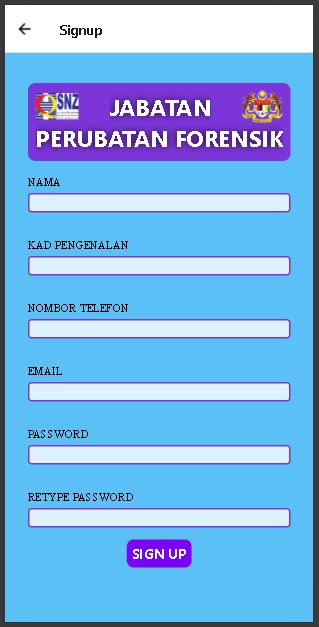 Signup
SNZ
JABATAN
PERUBATAN FORENSIK
NAMA
KAD PENGENALAN
NOMBOR TELEFON
EMAIL
PASSWORD
RETYPE PASSWORD
SIGN UP